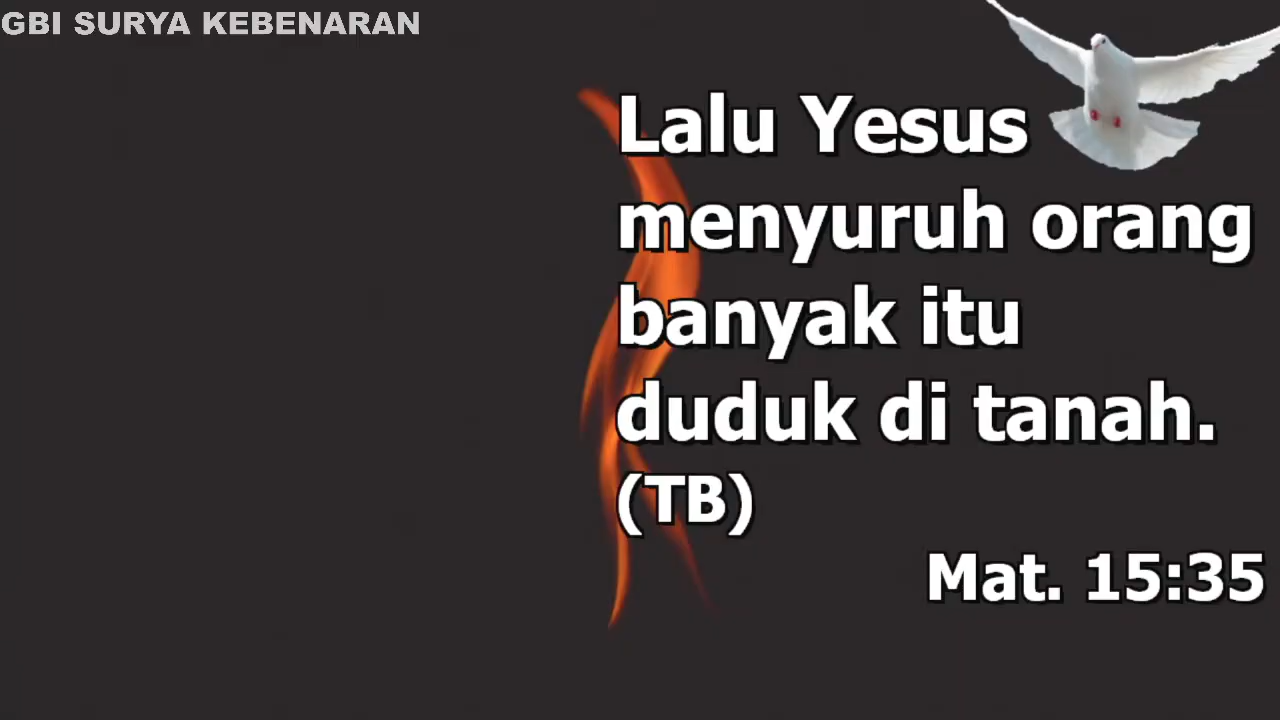 GBI SURYA KEBENARAN
Lalu Yesus
menyuruh orang
banyak itu
duduk di tanah.
(TB)
Mat. 15:35